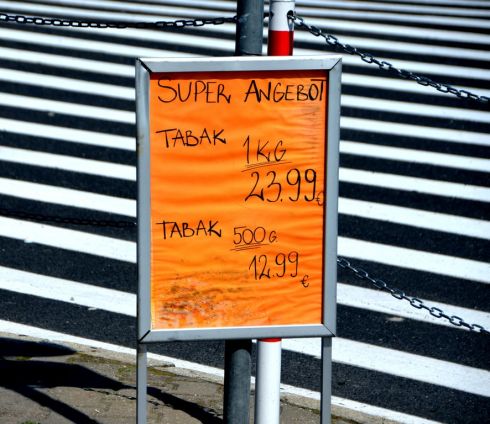 SUPER ANGEBOT
TABAK 1KG
23.99€
TABAK 500G.
12.99€